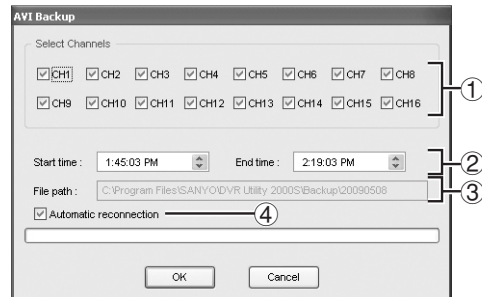 AVI Backup
Select Channels
CH1 CH2 CH3 CH4 CH5 CH6 CH7 CH8
CH9 CH10 CH11 CH12 CH13 CH14 CH15 CH16
①
Start time : 1:45:03 PM End time : 2:19:03 PM
②
File path : C:\Program Files\SANYO\DVR Utility 2000S\Backup\20090508
③
Automatic reconnection
④
OK Cancel